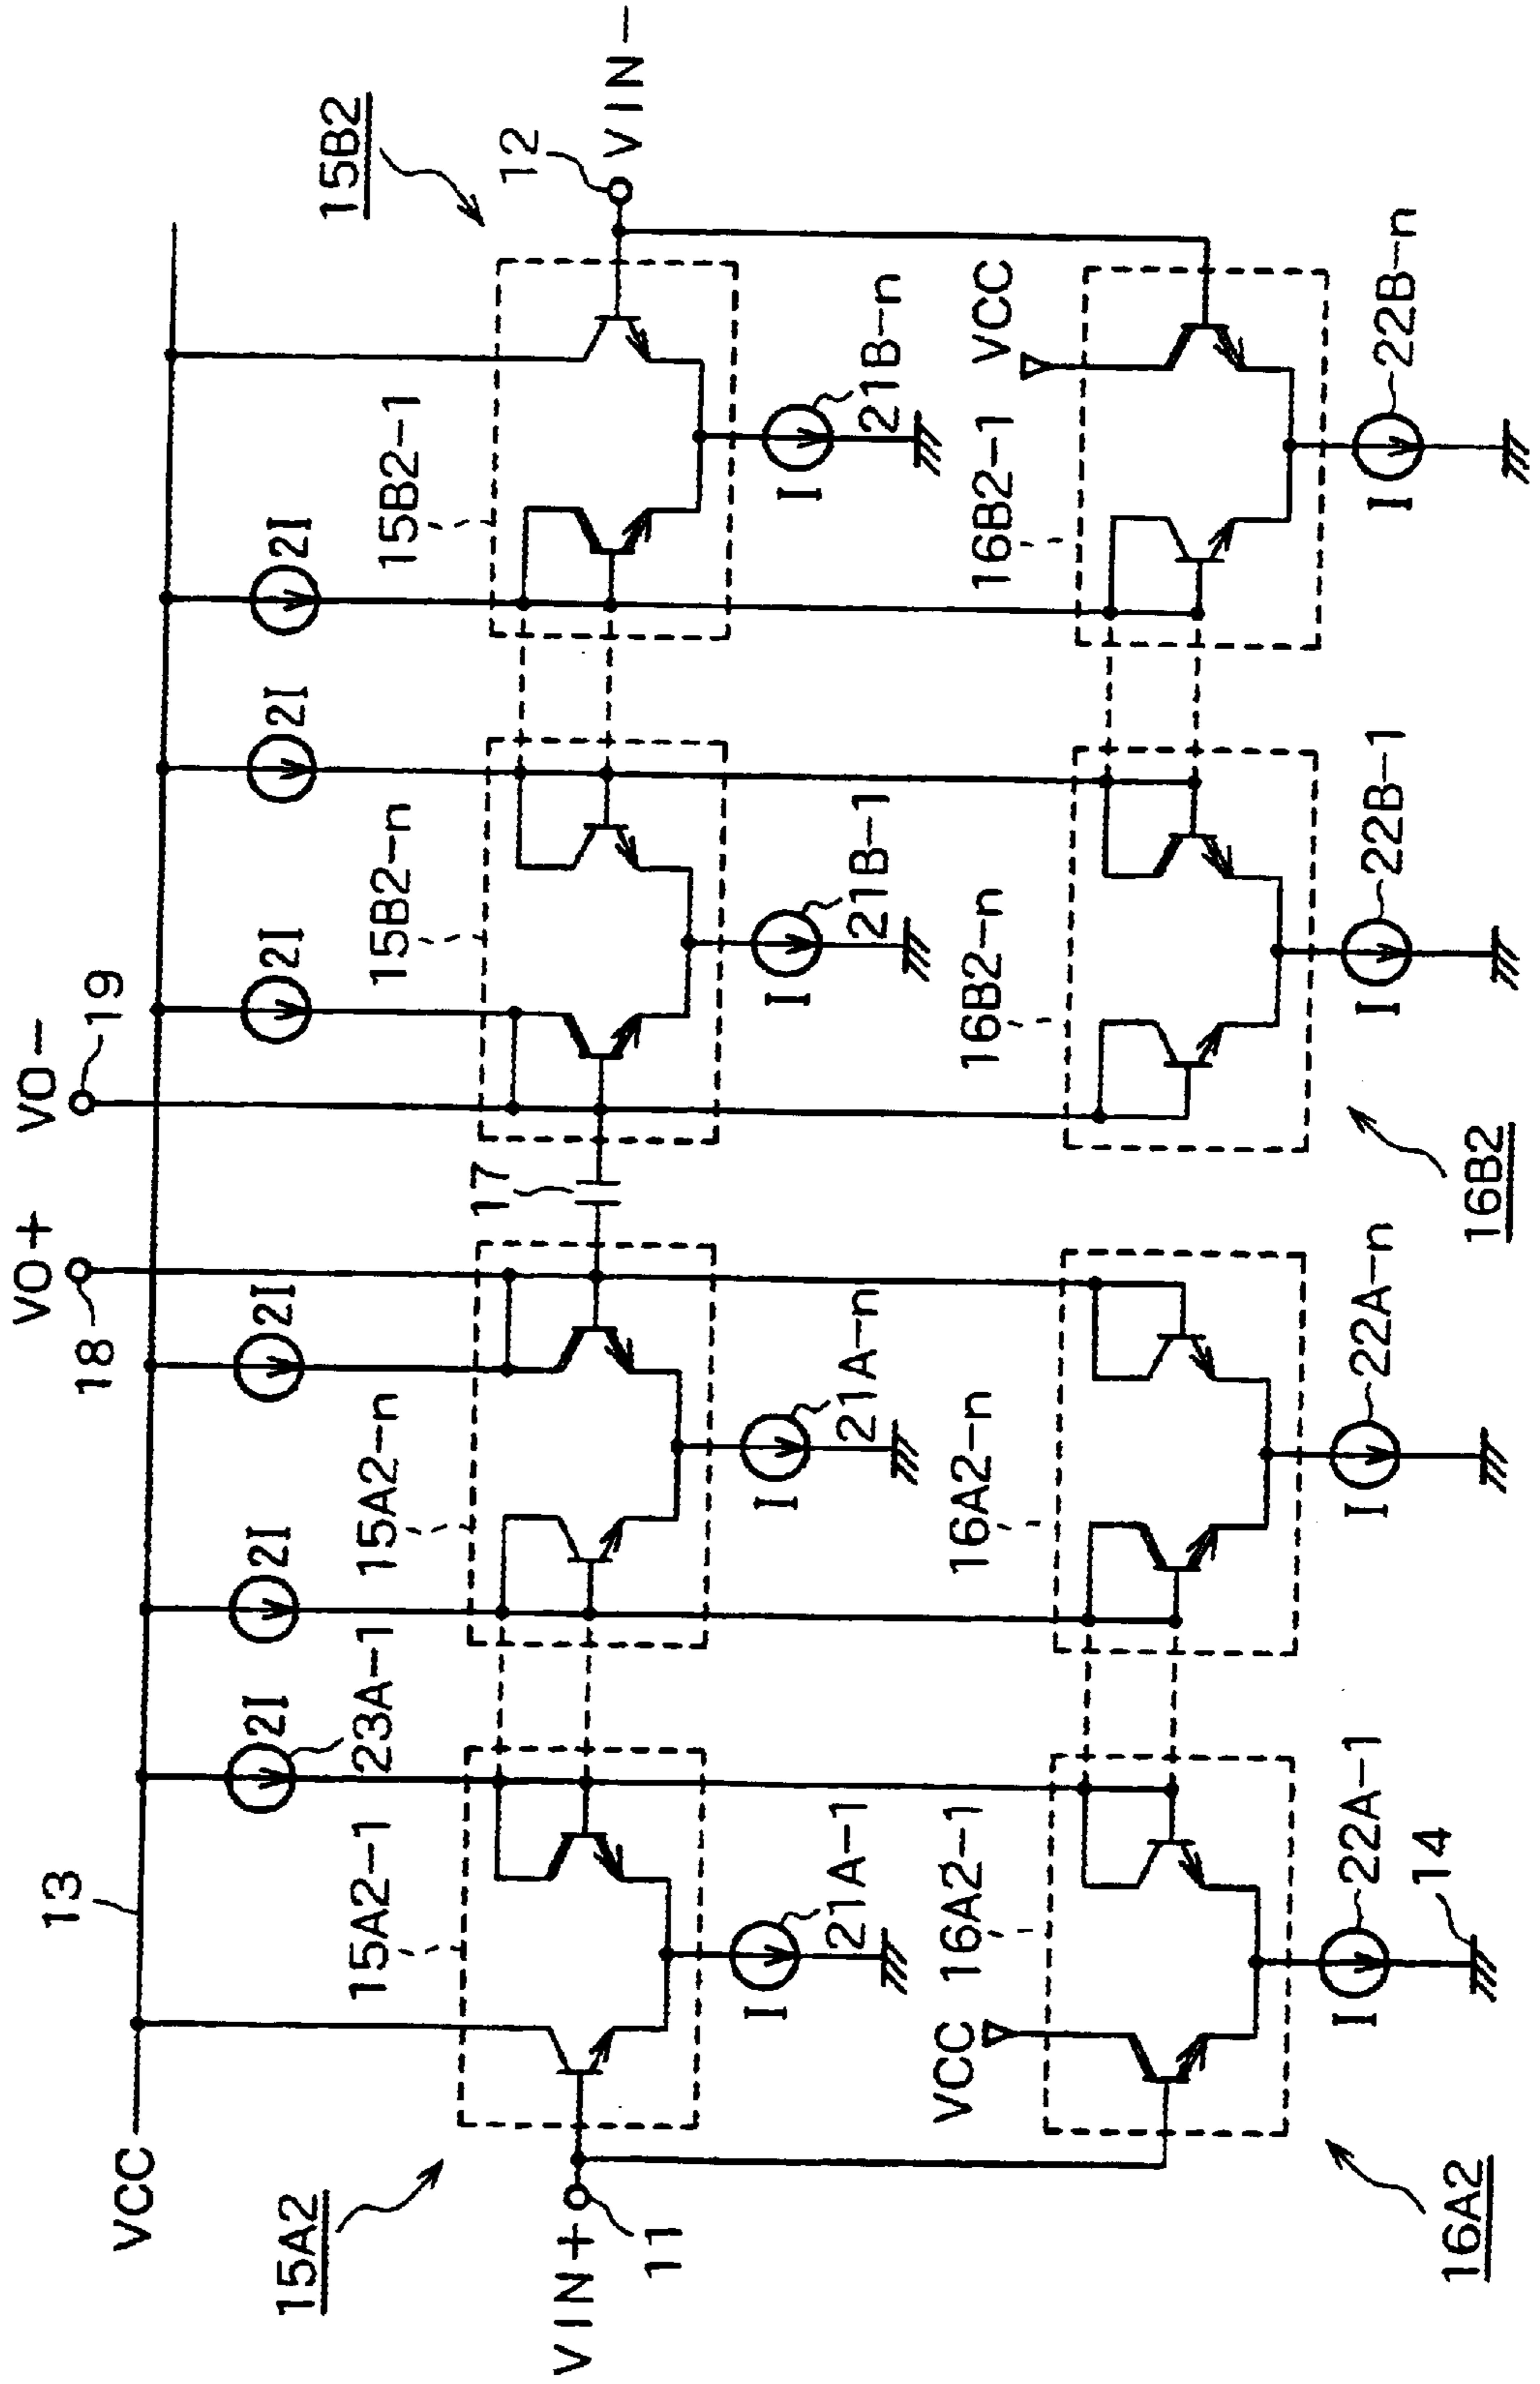 VO+
18
VO-
19
VCC
13
2I
23A-1
2I
2I
2I
2I
2I
15A2
15A2-1
15A2-n
17
15B2-n
15B2-1
15B2
VIN+
11
12
VIN-
I
21A-1
I
21A-n
I
21B-1
I
21B-n
VCC
16A2-1
16A2-n
16B2-n
16B2-1
VCC
I
22A-1
14
I
22A-n
I
22B-1
I
22B-n
16A2
16B2